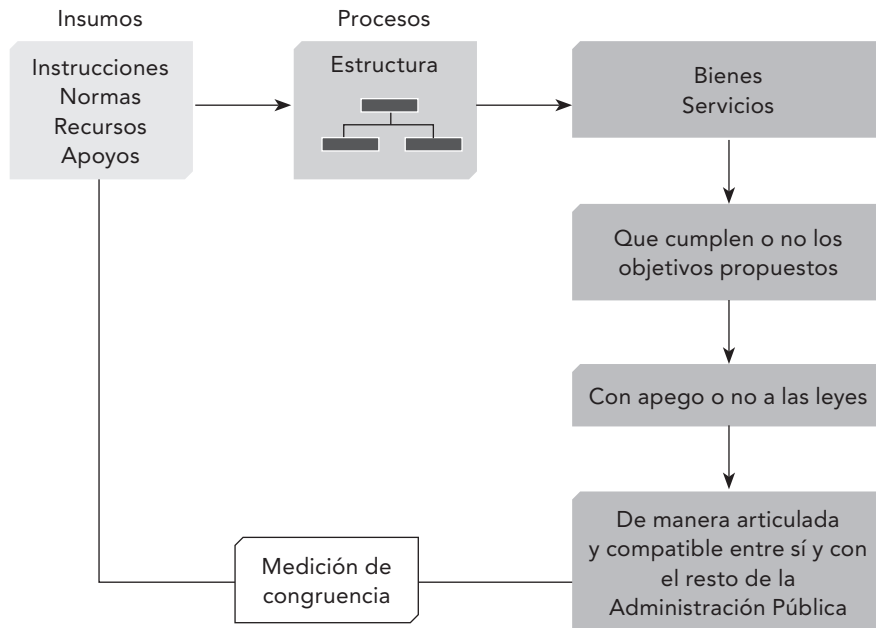 Insumos
Procesos
Instrucciones
Normas
Recursos
Apoyos
Estructura
Bienes
Servicios
Que cumplen o no los
objetivos propuestos
Con apego o no a las leyes
De manera articulada
y compatible entre sí y con
el resto de la
Administración Pública
Medición de
congruencia